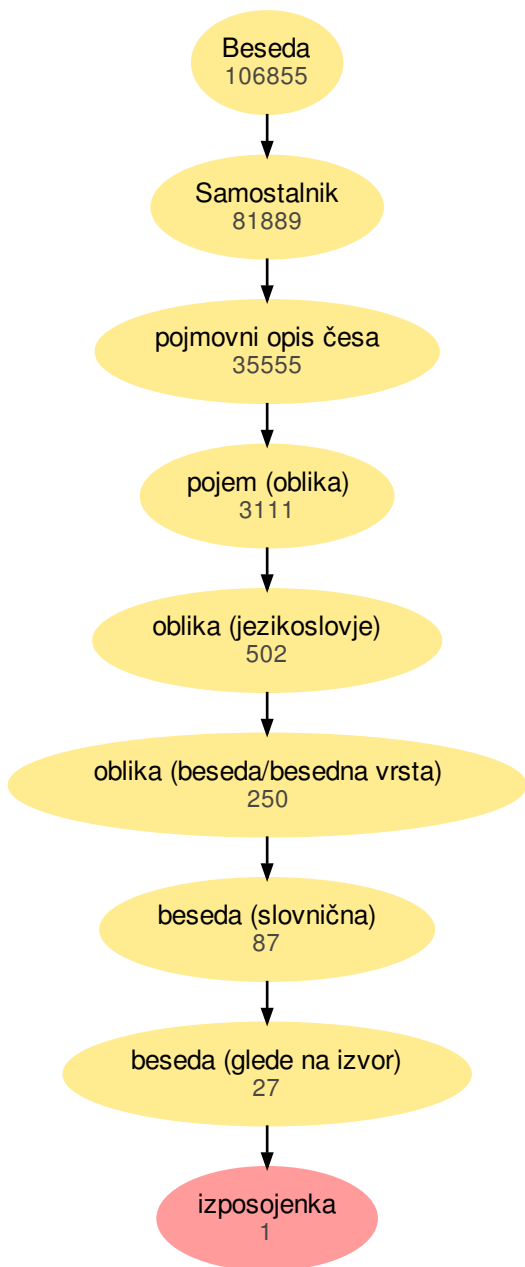 Beseda
106855
Samostalnik
81889
pojmovni opis česa
35555
pojem (oblika)
3111
oblika (jezikoslovje)
502
oblika (beseda/besedna vrsta)
250
beseda (slovnična)
87
beseda (glede na izvor)
27
izposojenka
1